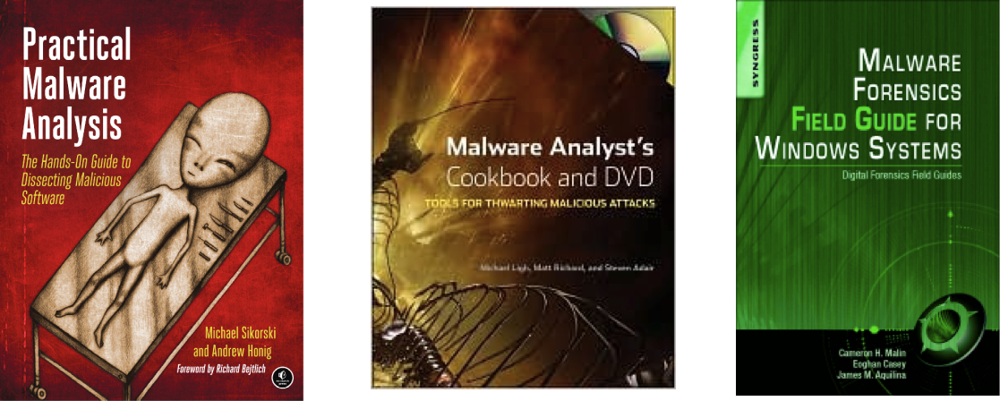 Practical
Malware
Analysis
The Hands-On Guide to
Dissecting Malicious
Software
Michael Sikorski
and Andrew Honig
Foreword by Richard Bejtlich
Malware Analyst's
Cookbook and DVD
TOOLS FOR THWARTING MALICIOUS ATTACKS
Michael Ligh, Matt Richard, and Steven Adair
SYNGRESS
MALWARE
FORENSICS
FIELD GUIDE FOR
WINDOWS SYSTEMS
Digital Forensics Field Guides
Cameron H. Malin
Eoghan Casey
James M. Aquilina